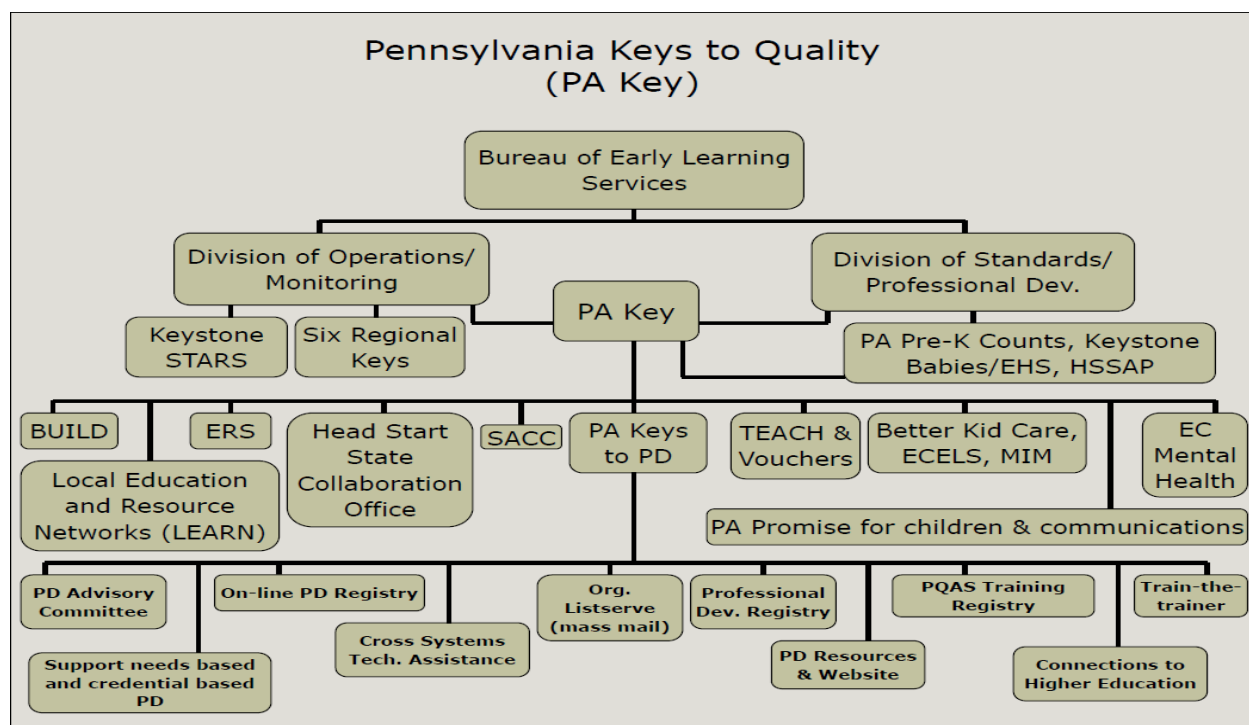 Pennsylvania Keys to Quality
(PA Key)
Bureau of Early Learning
Services
Division of Operations/
Monitoring
Division of Standards/
Professional Dev.
PA Key
Keystone
STARS
Six Regional
Keys
PA Pre-K Counts, Keystone
Babies/EHS, HSSAP
BUILD
Local Education
and Resource
Networks (LEARN)
ERS
Head Start
State
Collaboration
Office
SACC
PA Keys
to PD
TEACH &
Vouchers
Better Kid Care,
ECELS, MIM
PA Promise for children & communications
EC
Mental
Health
PD Advisory
Committee
Support needs based
and credential based
PD
On-line PD Registry
Cross Systems
Tech. Assistance
Org.
Listserve
(mass mail)
Professional
Dev. Registry
PD Resources
& Website
PQAS Training
Registry
Connections to
Higher Education
Train-the-
trainer